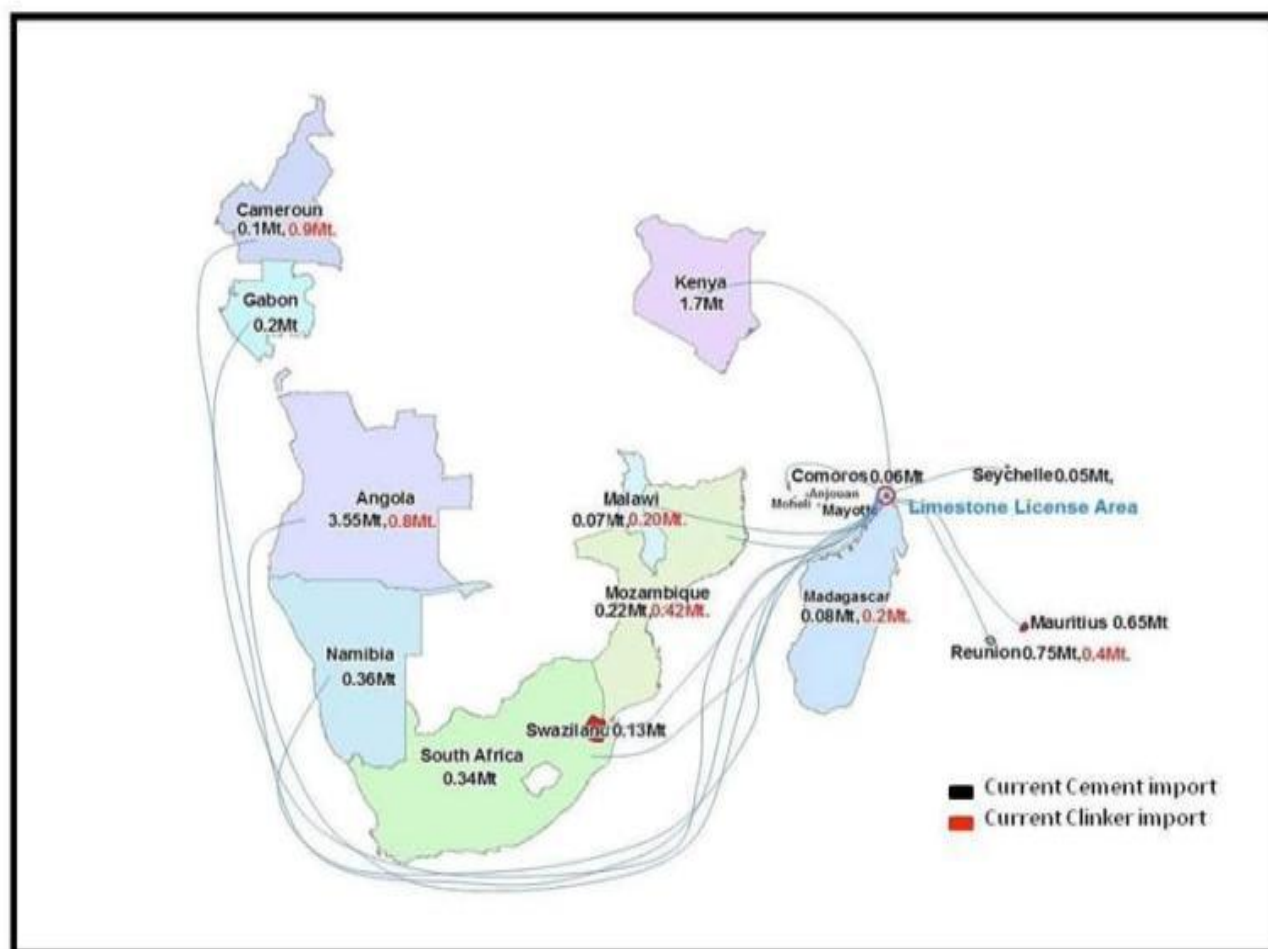 Cameroun
0.1Mt, 0.9Mt.
Gabon
0.2Mt
Kenya
1.7Mt
Angola
3.55Mt, 0.8Mt.
Malawi
0.07Mt, 0.20Mt.
Comoros 0.06Mt
Anjouan
Moheli
Mayotte
Seychelle 0.05Mt,
Limestone License Area
Mozambique
0.22Mt, 0.42Mt.
Madagascar
0.08Mt, 0.2Mt.
Mauritius 0.65Mt
Reunion 0.75Mt, 0.4Mt.
Namibia
0.36Mt
Swaziland 0.13Mt
South Africa
0.34Mt
Current Cement import
Current Clinker import